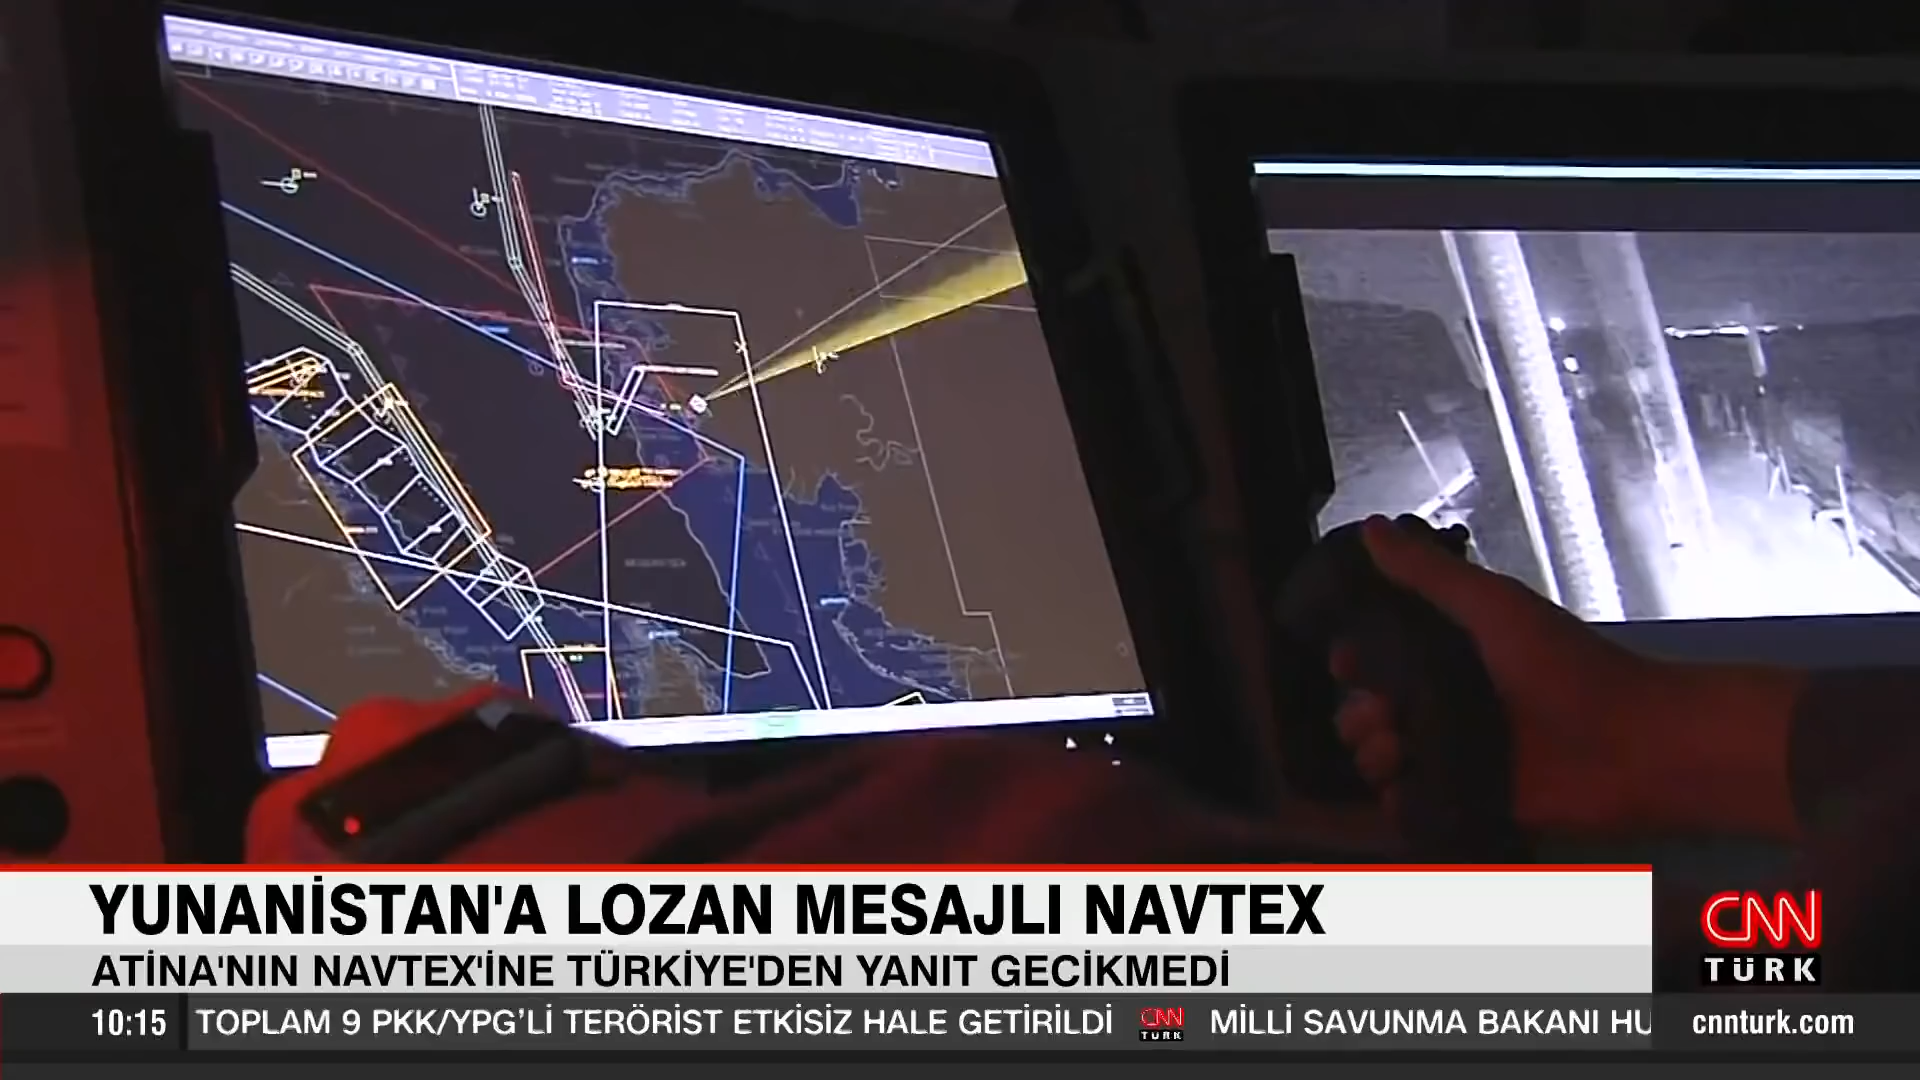 YUNANİSTAN'A LOZAN MESAJLI NAVTEX
ATİNA'NIN NAVTEX'İNE TÜRKİYE'DEN YANIT GECİKMEDİ
CNN
TÜRK
10:15 TOPLAM 9 PKK/YPG'Lİ TERÖRİST ETKİSİZ HALE GETİRİLDİ CNN TÜRK MİLLİ SAVUNMA BAKANI HU cnnturk.com